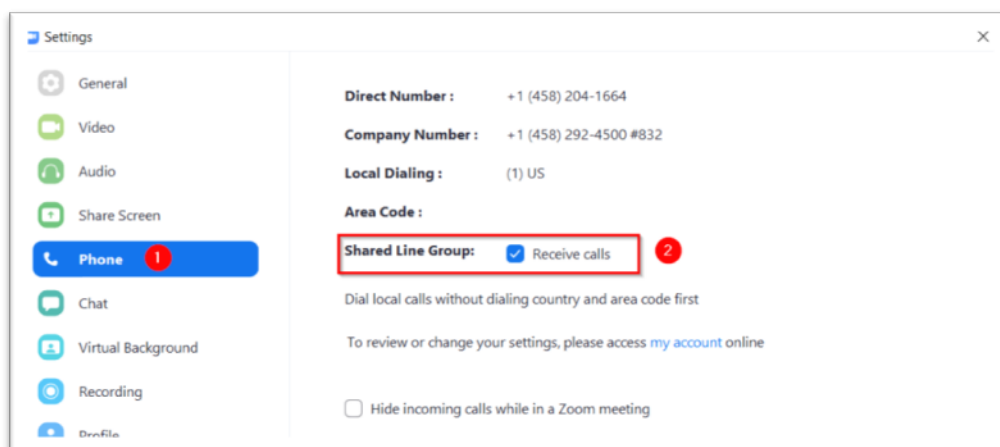 Settings
General
Video
Audio
Share Screen
Phone 1
Chat
Virtual Background
Recording
Profile
Direct Number : +1 (458) 204-1664
Company Number : +1 (458) 292-4500 #832
Local Dialing : (1) US
Area Code :
Shared Line Group: Receive calls 2
Dial local calls without dialing country and area code first
To review or change your settings, please access my account online
Hide incoming calls while in a Zoom meeting